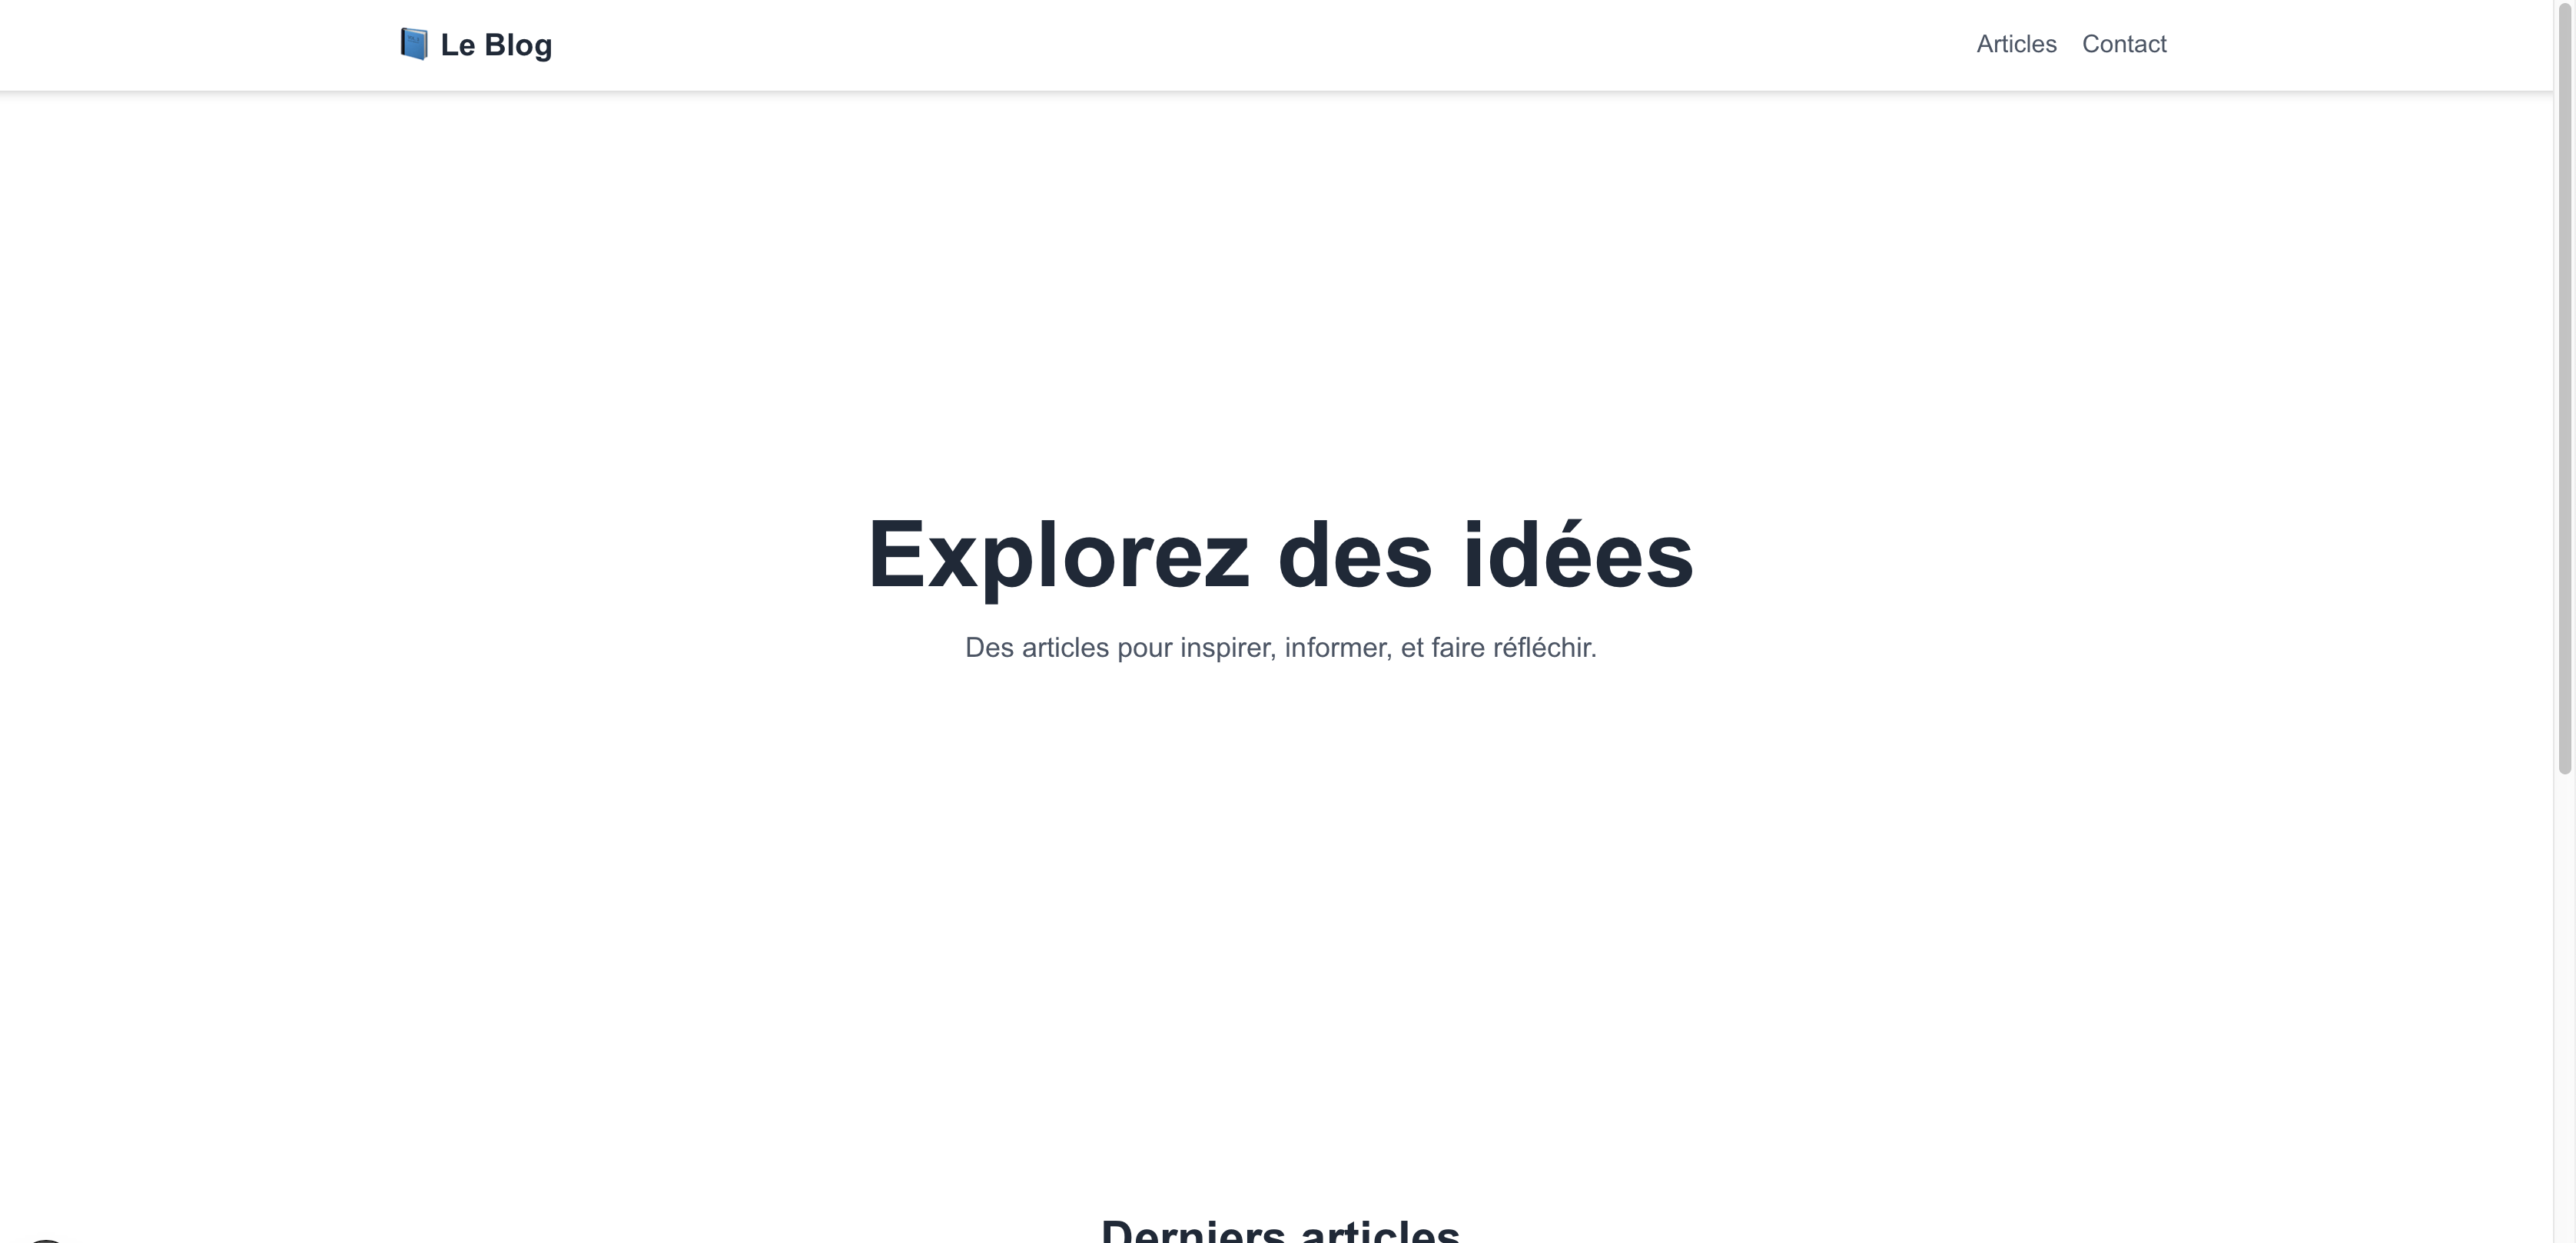 Le Blog
Articles Contact
Explorez des idées
Des articles pour inspirer, informer, et faire réfléchir.
Derniers articles